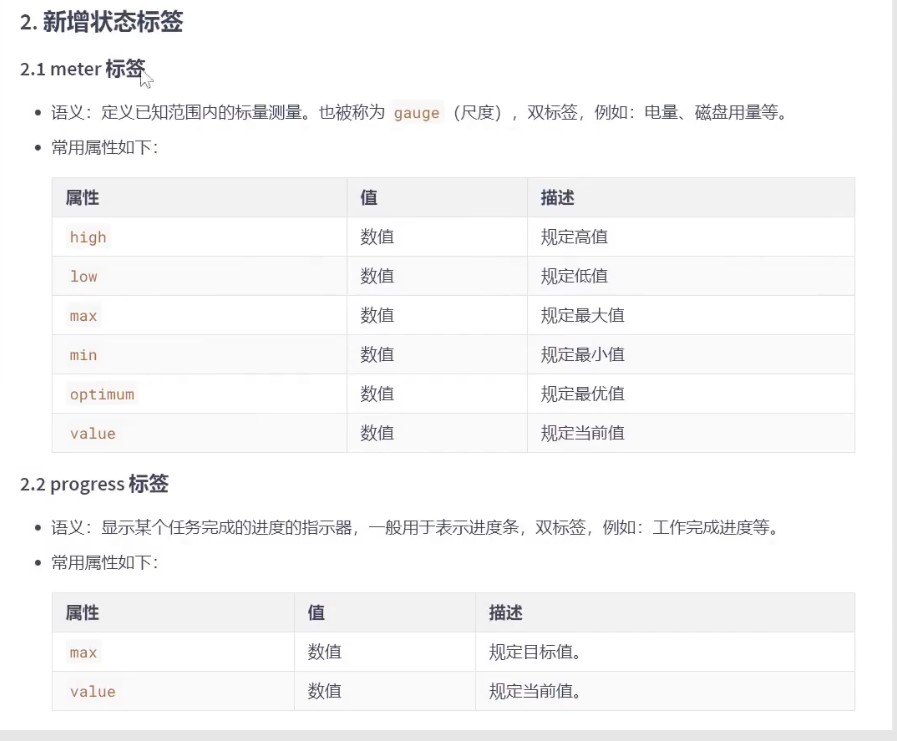 2. 新增状态标签
2.1 meter 标签
语义：定义已知范围内的标量测量。也被称为 gauge （尺度），双标签，例如：电量、磁盘用量等。
常用属性如下：
属性 值 描述
high 数值 规定高值
low 数值 规定低值
max 数值 规定最大值
min 数值 规定最小值
optimum 数值 规定最优值
value 数值 规定当前值
2.2 progress 标签
语义：显示某个任务完成的进度的指示器，一般用于表示进度条，双标签，例如：工作完成进度等。
常用属性如下：
属性 值 描述
max 数值 规定目标值。
value 数值 规定当前值。